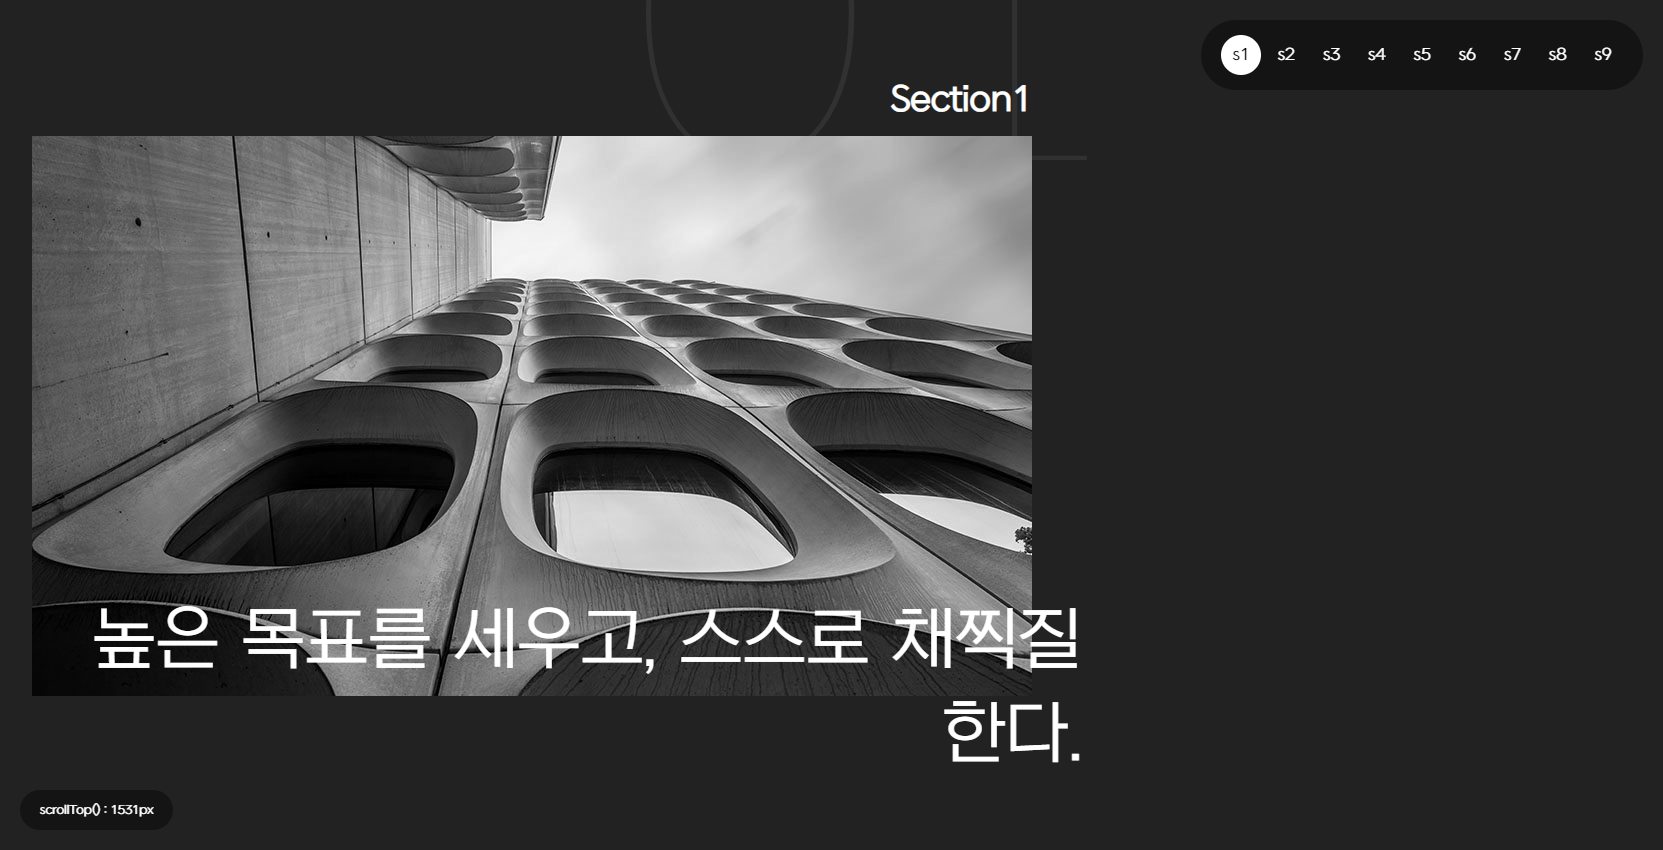 01
s1 s2 s3 s4 s5 s6 s7 s8 s9
Section1
높은 목표를 세우고, 스스로 채찍질
한다.
scrollTop() : 1531px